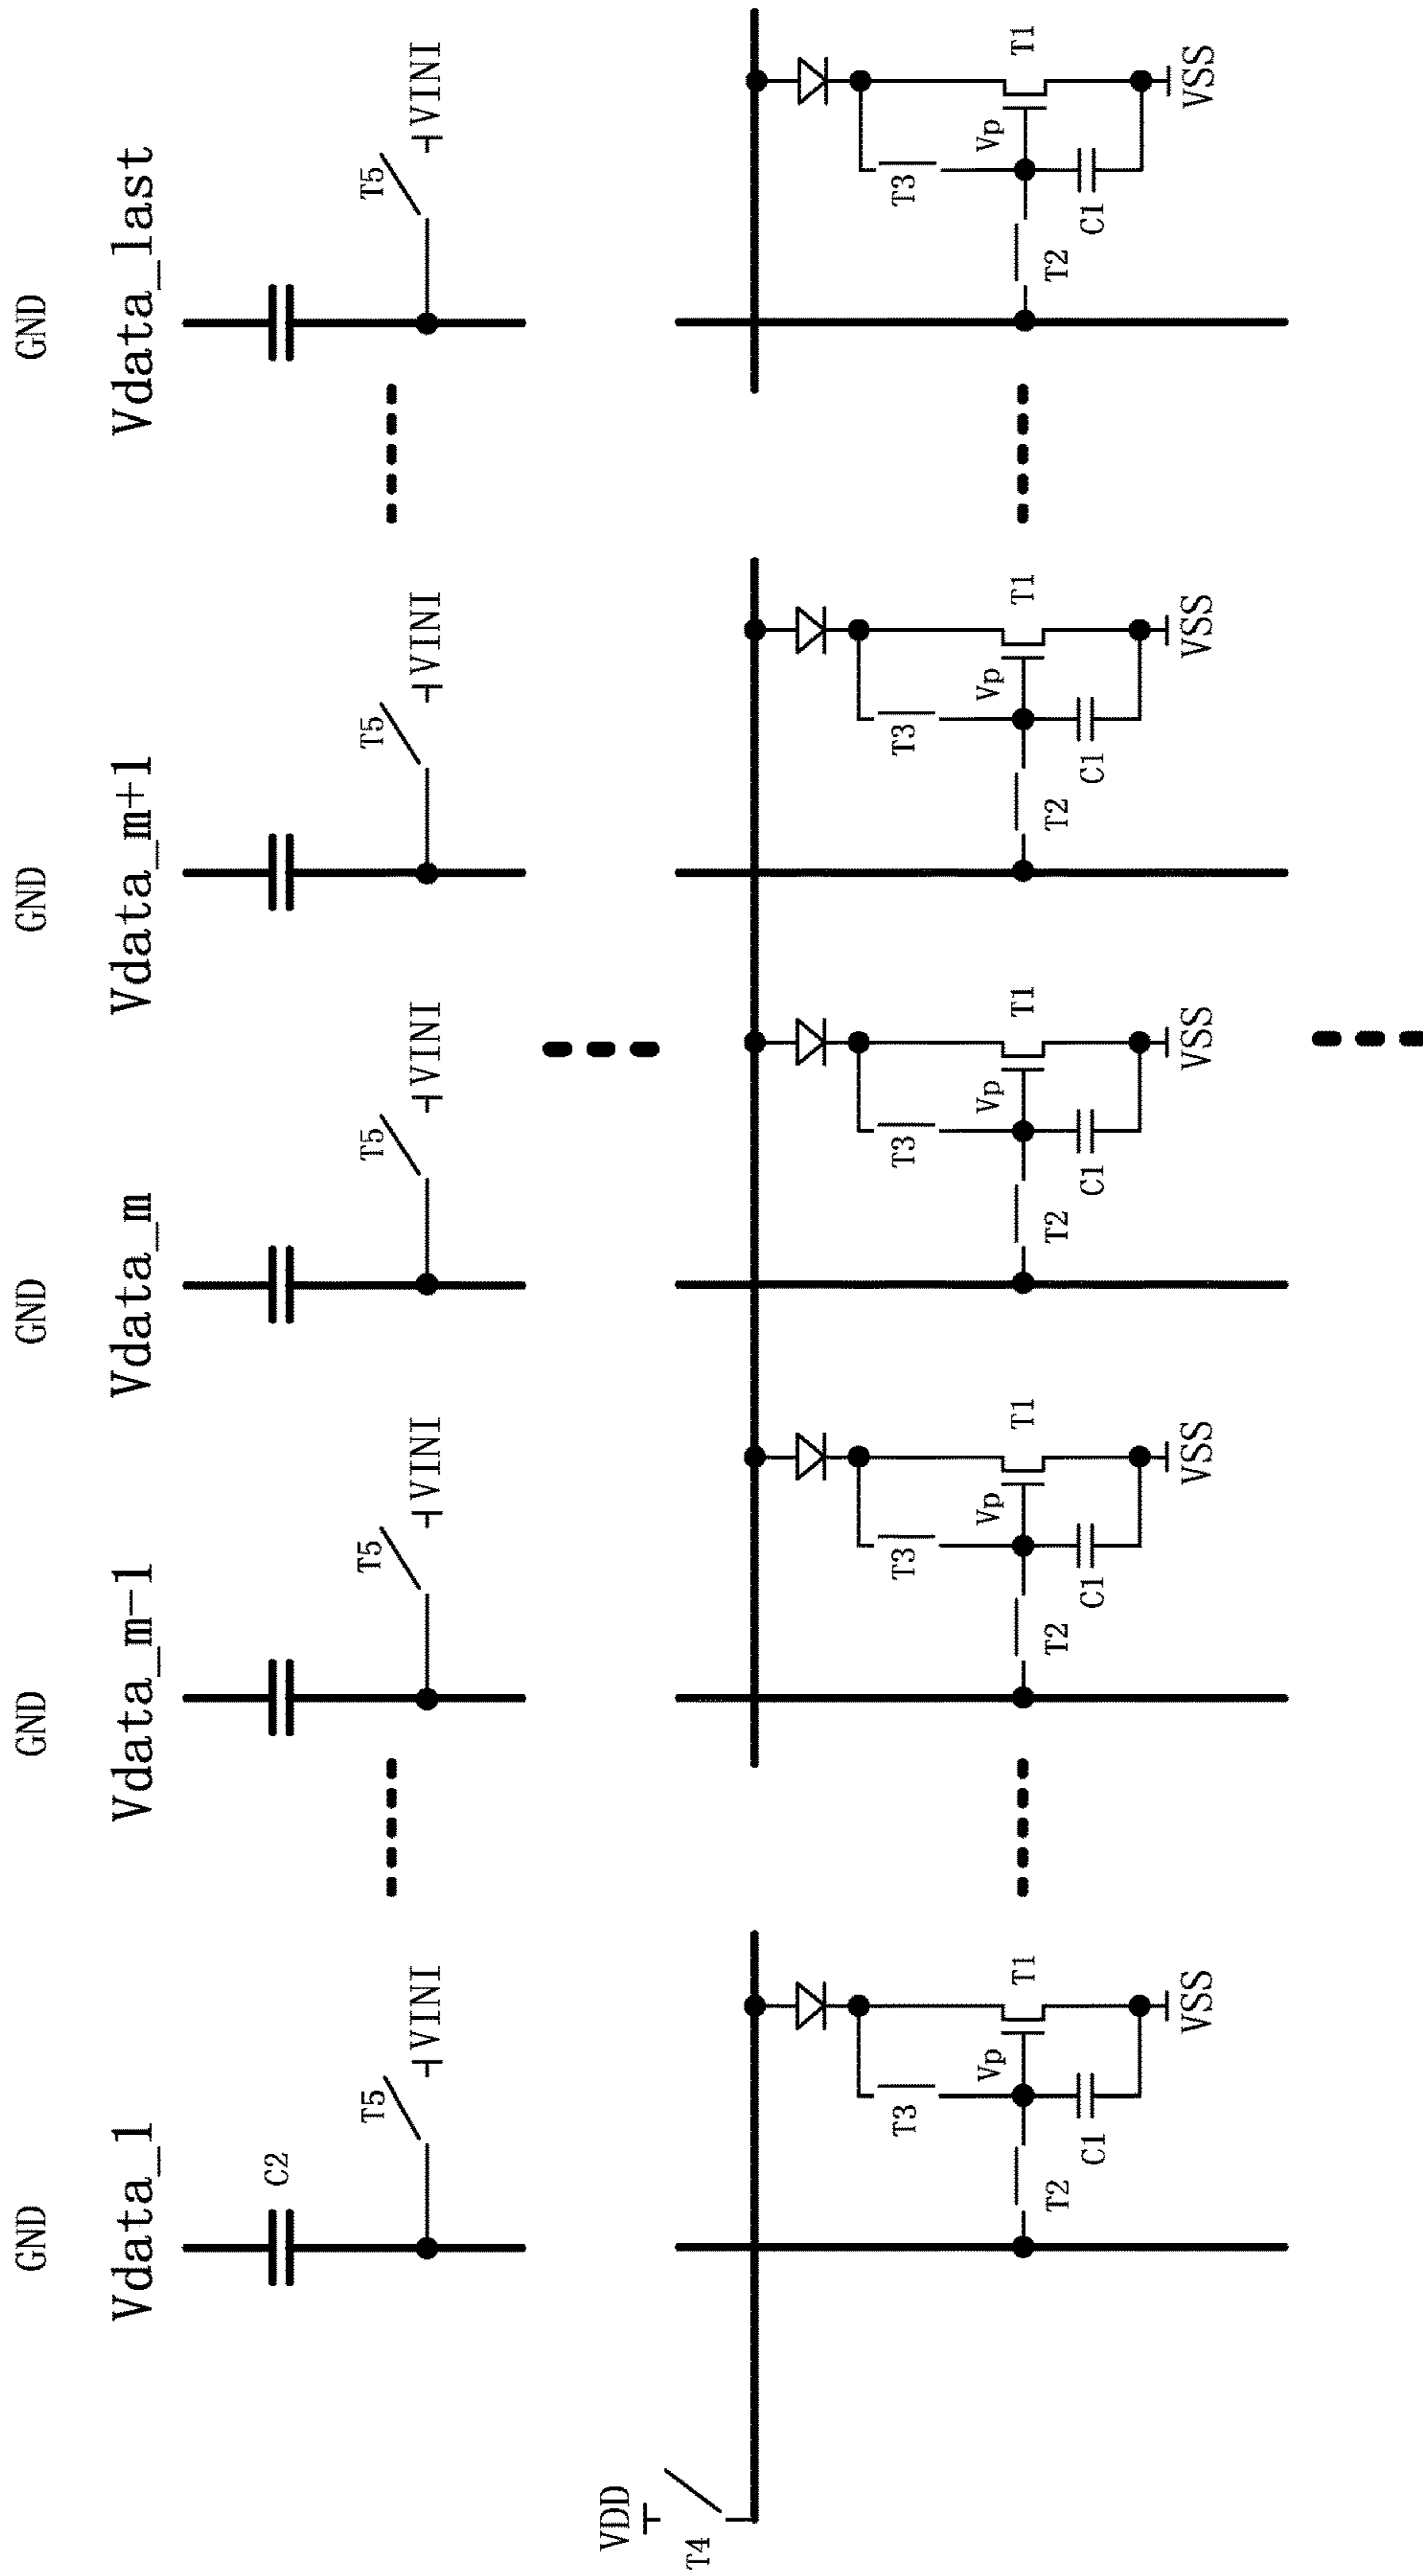 GND GND GND GND GND
Vdata_1 Vdata_m-1 Vdata_m Vdata_m+1 Vdata_last
C2
T5 T5 T5 T5 T5
VINI VINI VINI VINI VINI
VDD
T4
T3 T3 T3 T3 T3
Vp Vp Vp Vp Vp
T1 T1 T1 T1 T1
T2 T2 T2 T2 T2
C1 C1 C1 C1 C1
VSS VSS VSS VSS VSS